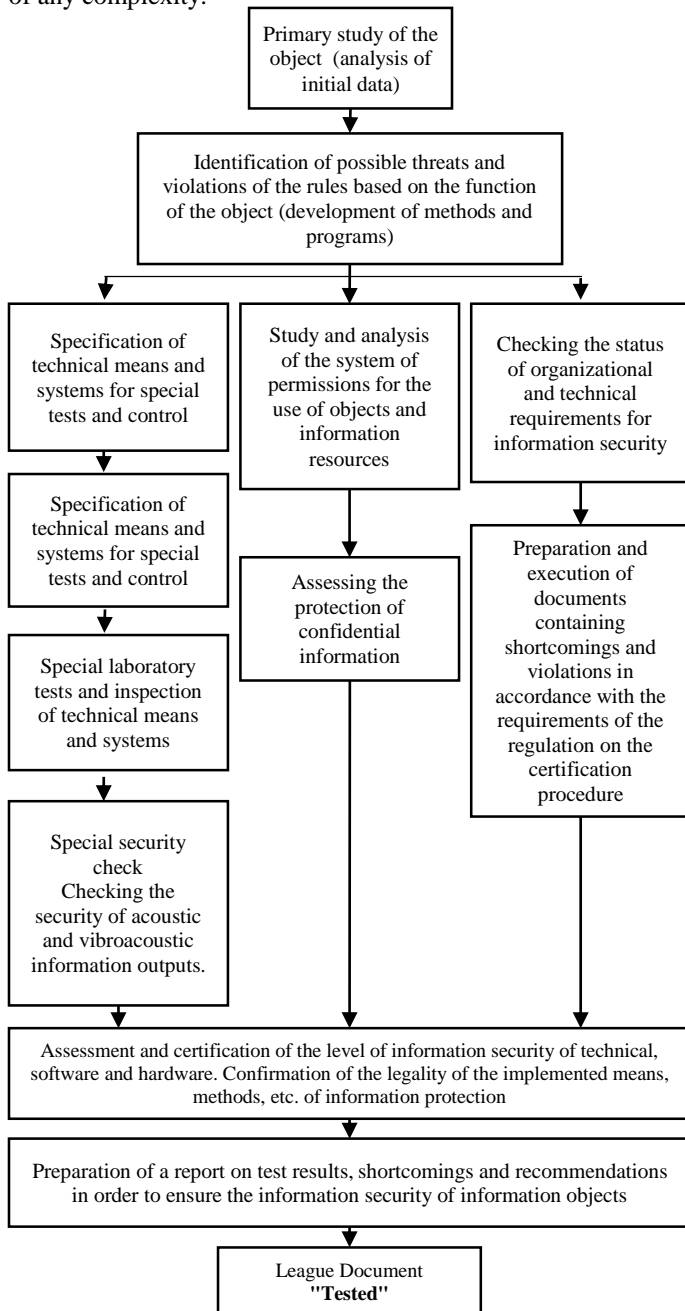 of any complexity.
Primary study of the
object (analysis of
initial data)
Identification of possible threats and
violations of the rules based on the function
of the object (development of methods and
programs)
Specification of
technical means and
systems for special
tests and control
Study and analysis
of the system of
permissions for the
use of objects and
information
resources
Checking the status
of organizational
and technical
requirements for
information security
Specification of
technical means and
systems for special
tests and control
Assessing the
protection of
confidential
information
Preparation and
execution of
documents
containing
shortcomings and
violations in
accordance with the
requirements of the
regulation on the
certification
procedure
Special laboratory
tests and inspection
of technical means
and systems
Special security
check
Checking the
security of acoustic
and vibroacoustic
information outputs.
Assessment and certification of the level of information security of technical,
software and hardware. Confirmation of the legality of the implemented means,
methods, etc. of information protection
Preparation of a report on test results, shortcomings and recommendations
in order to ensure the information security of information objects
League Document
"Tested"